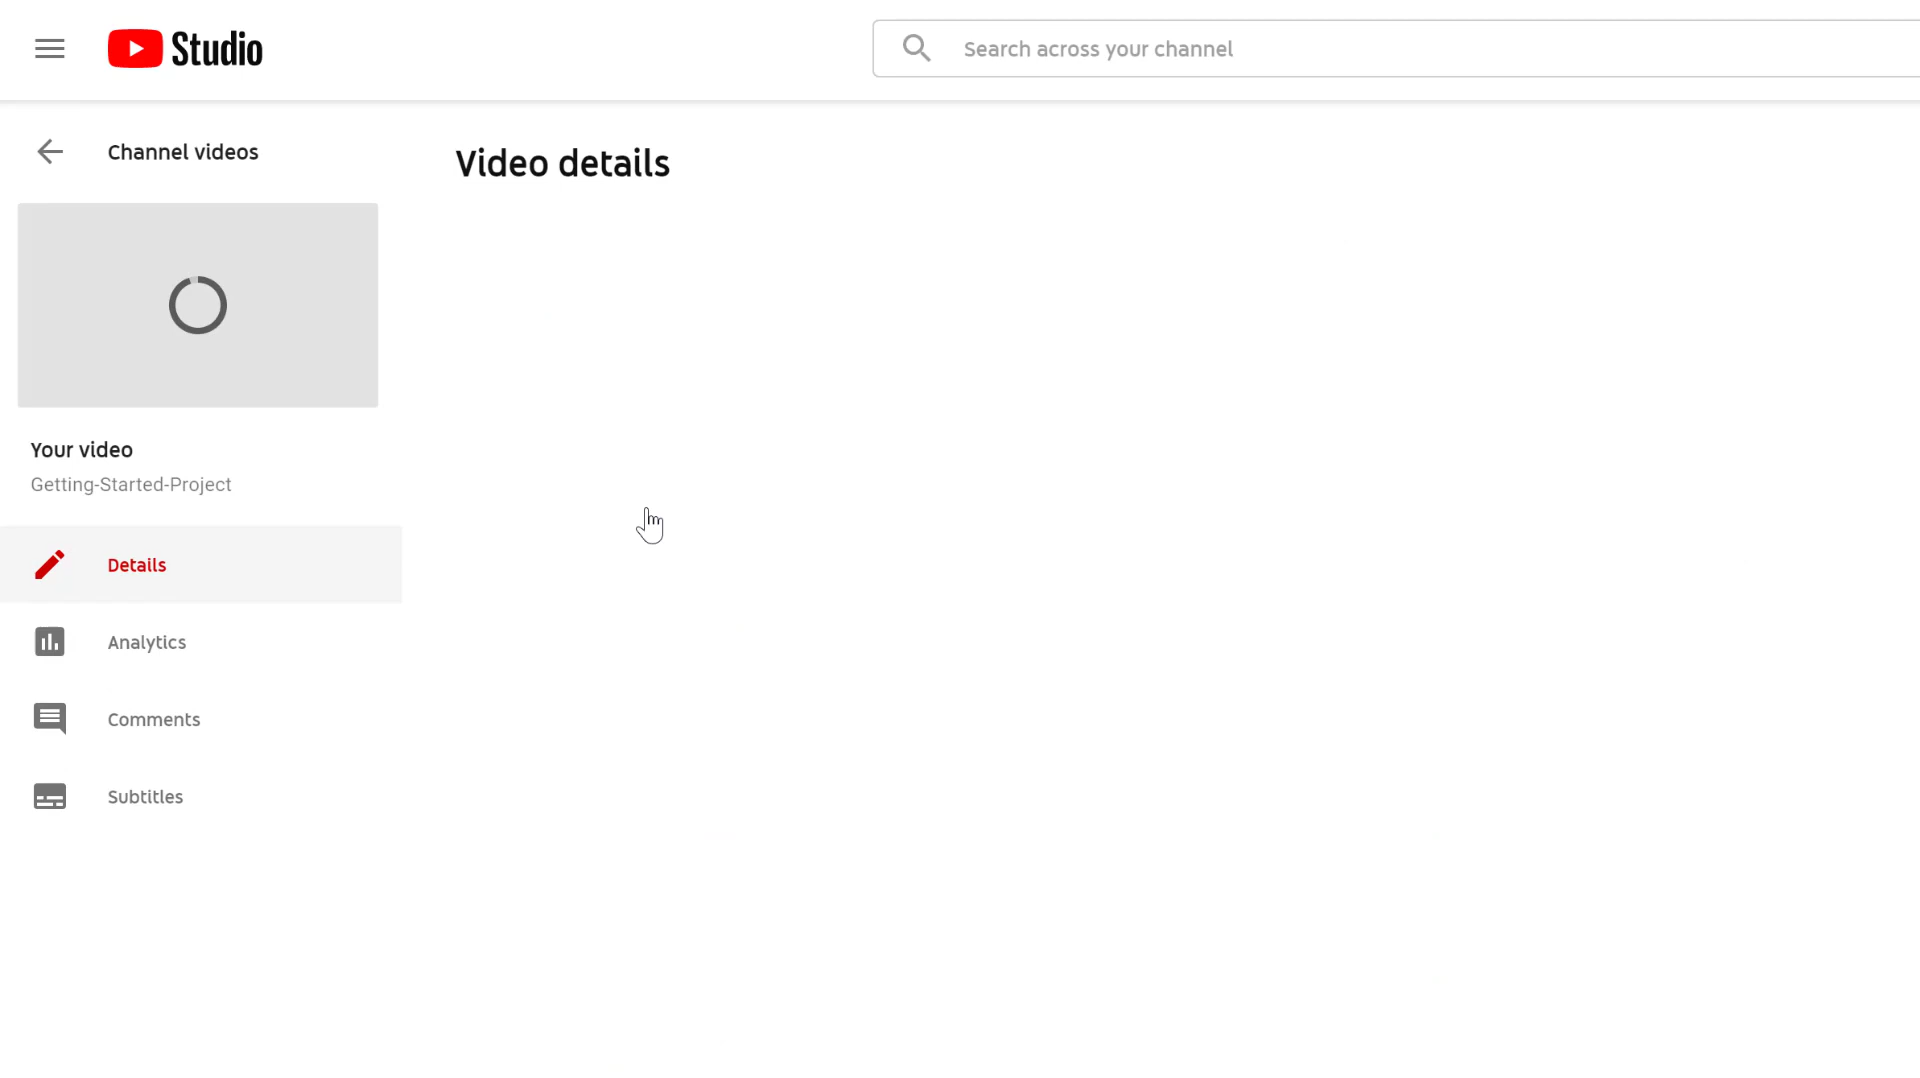 Studio
Search across your channel
Channel videos
Video details
Your video
Getting-Started-Project
Details
Analytics
Comments
Subtitles